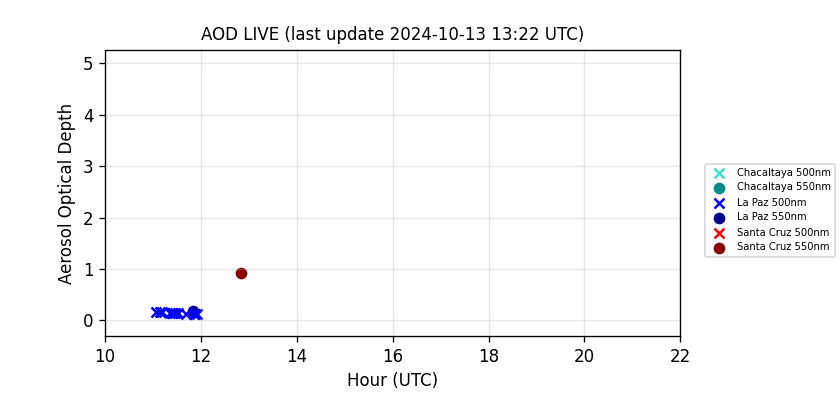 AOD LIVE (last update 2024-10-13 13:22 UTC)
Aerosol Optical Depth
5
4
3
2
1
0
10 12 14 16 18 20 22
Hour (UTC)
Chacaltaya 500nm
Chacaltaya 550nm
La Paz 500nm
La Paz 550nm
Santa Cruz 500nm
Santa Cruz 550nm